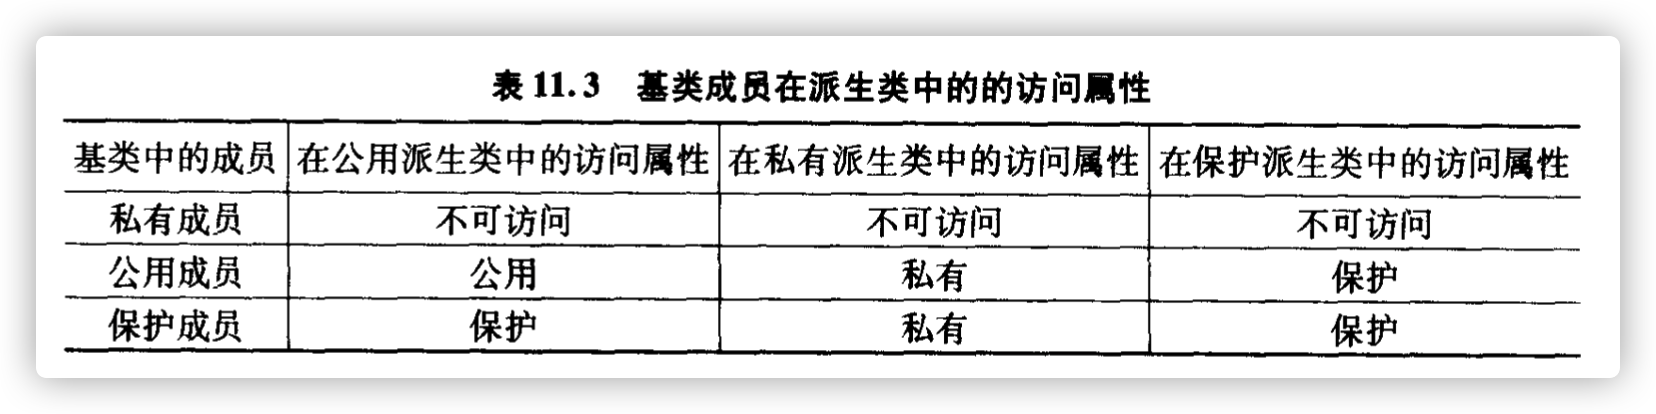 表 11.3 基类成员在派生类中的的访问属性
基类中的成员 在公用派生类中的访问属性 在私有派生类中的访问属性 在保护派生类中的访问属性
私有成员 不可访问 不可访问 不可访问
公用成员 公用 私有 保护
保护成员 保护 私有 保护